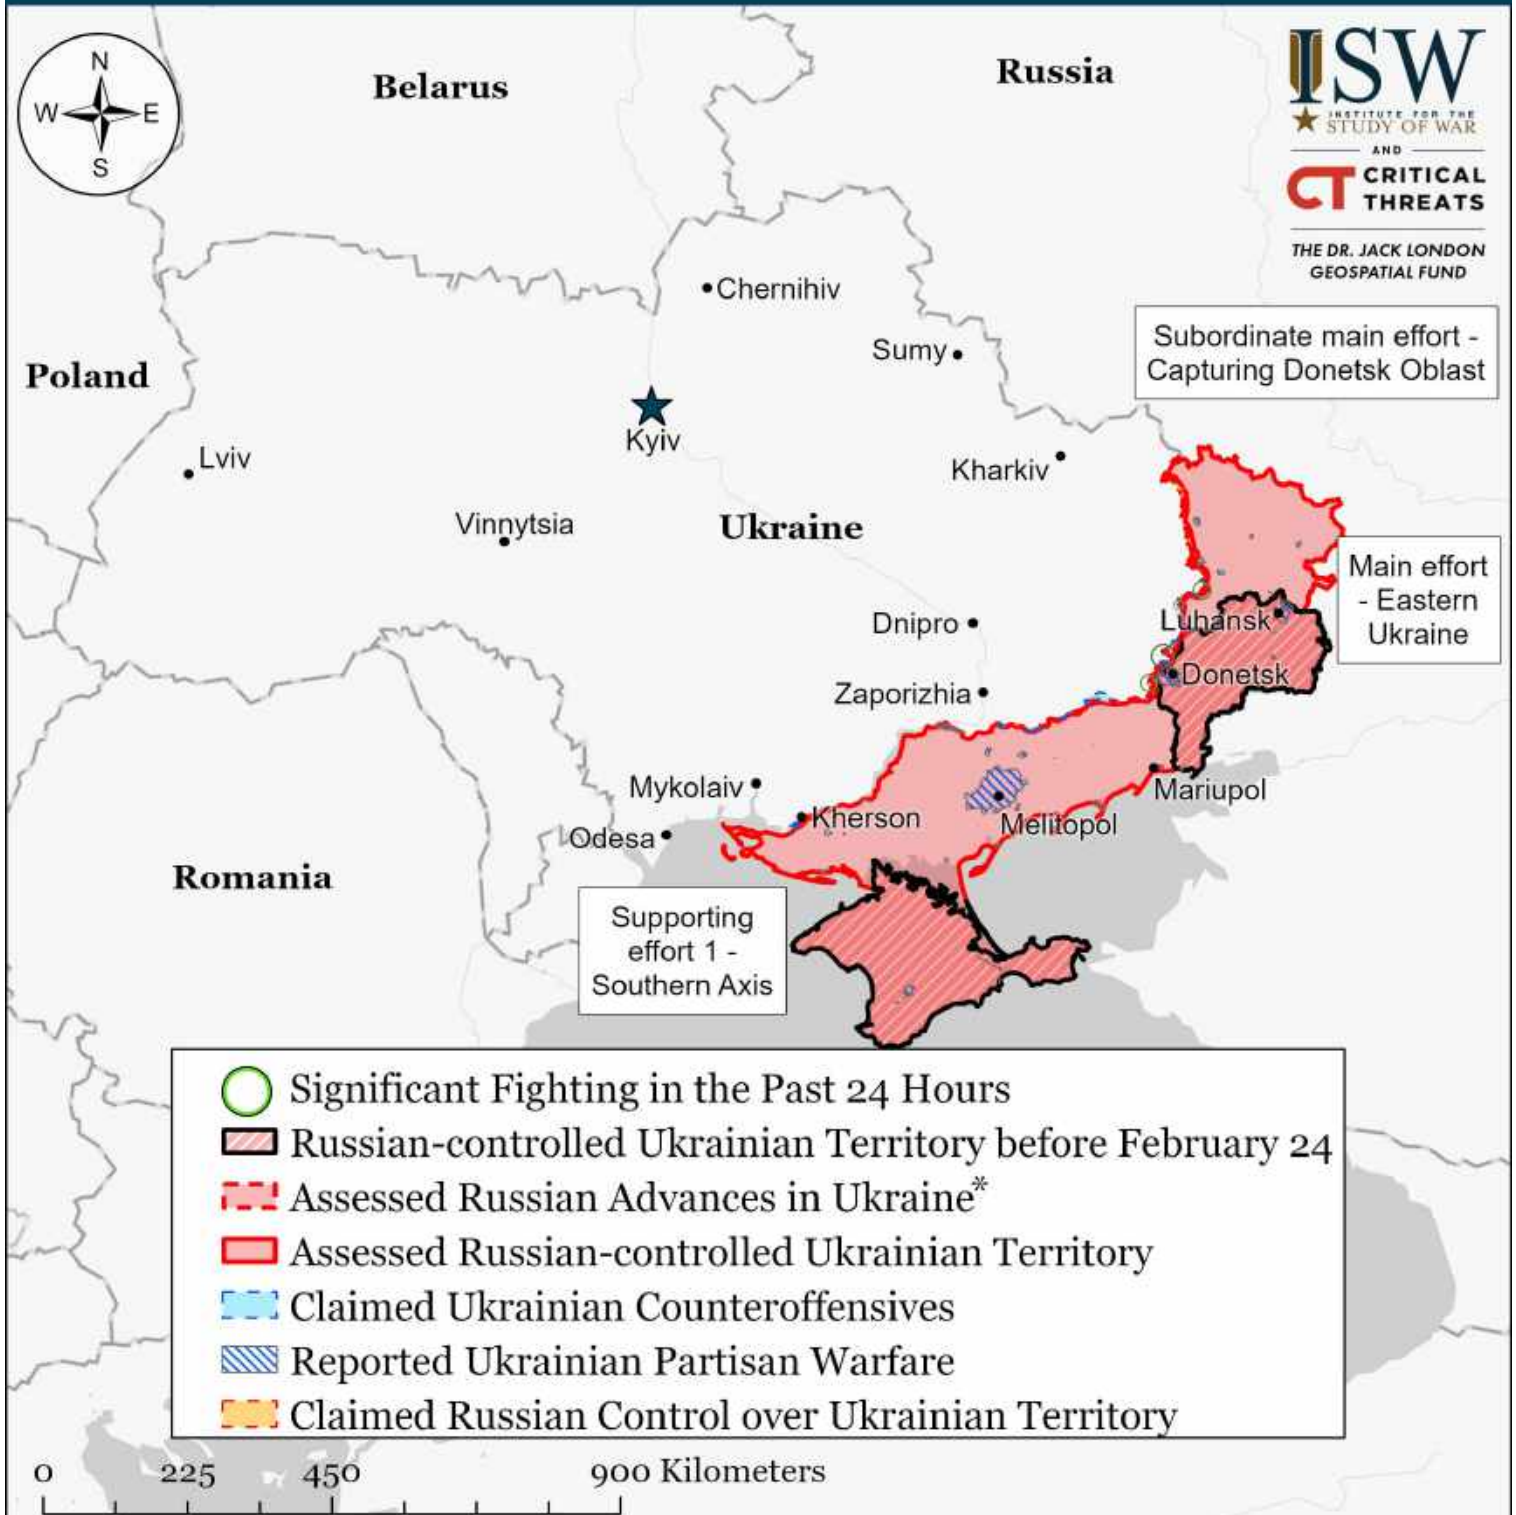 N
W
E
S
Belarus
Russia
ISW
INSTITUTE FOR THE
STUDY OF WAR
AND
CT CRITICAL
THREATS
THE DR. JACK LONDON
GEOSPATIAL FUND
Chernihiv
Sumy
Subordinate main effort -
Capturing Donetsk Oblast
Poland
Kyiv
Lviv
Kharkiv
Vinnytsia
Ukraine
Main effort
- Eastern
Ukraine
Dnipro
Luhansk
Donetsk
Zaporizhia
Mykolaiv
Mariupol
Kherson
Melitopol
Odesa
Romania
Supporting
effort 1 -
Southern Axis
Significant Fighting in the Past 24 Hours
Russian-controlled Ukrainian Territory before February 24
Assessed Russian Advances in Ukraine*
Assessed Russian-controlled Ukrainian Territory
Claimed Ukrainian Counteroffensives
Reported Ukrainian Partisan Warfare
Claimed Russian Control over Ukrainian Territory
0 225 450 900 Kilometers